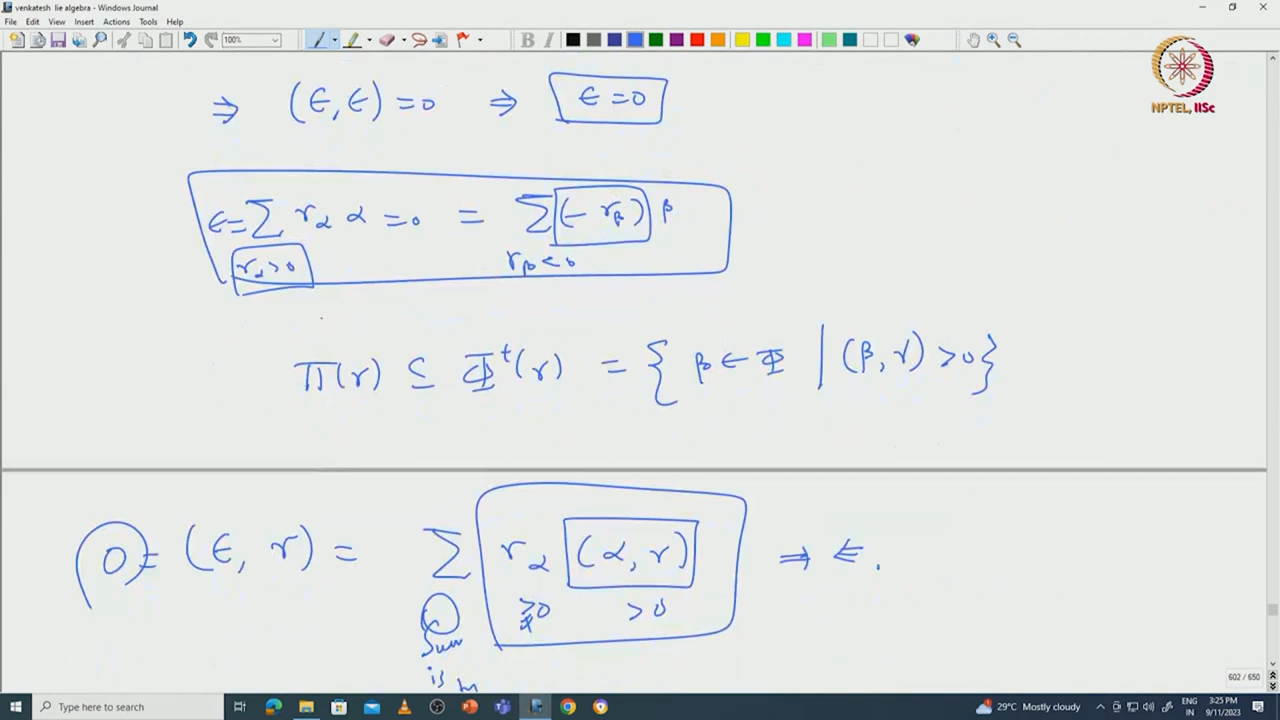 venkatesh lie algebra - Windows Journal
File Edit View Insert Actions Tools Help
100%
B I
NPTEL, IISc
⇒ (ϵ, ϵ) = 0 ⇒ ϵ = 0
ϵ = Σ r_α α = 0 = Σ (- r_β) β
r_α > 0 r_β < 0
Π(γ) ⊆ Φ⁺(γ) = { β ∈ Φ | (β, γ) > 0 }
0 = (ϵ, γ) = Σ r_α (α, γ) ⇒ ϵ.
≥0 > 0
Sum
is
602 / 650
Type here to search
29°C Mostly cloudy
ENG
IN
3:25 PM
9/11/2023